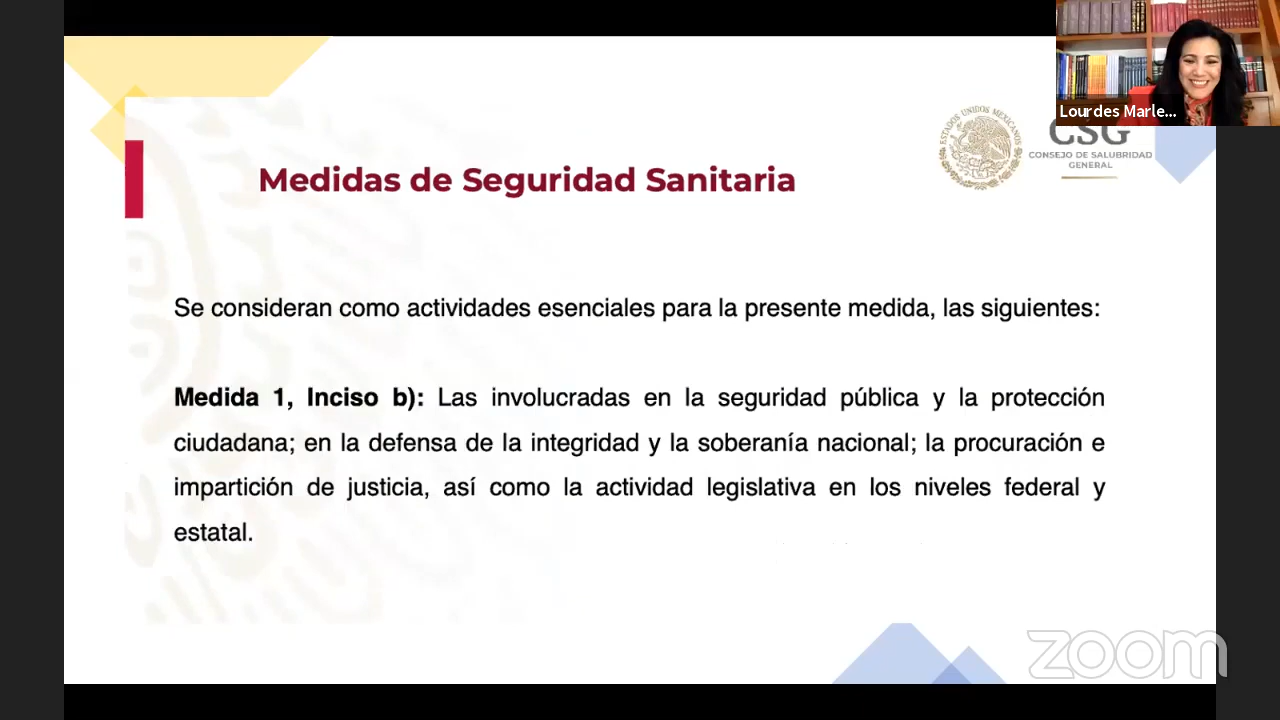 Lourdes Marle...
ESTADOS UNIDOS MEXICANOS
CSG
CONSEJO DE SALUBRIDAD
GENERAL
Medidas de Seguridad Sanitaria
Se consideran como actividades esenciales para la presente medida, las siguientes:
Medida 1, Inciso b): Las involucradas en la seguridad pública y la protección
ciudadana; en la defensa de la integridad y la soberanía nacional; la procuración e
impartición de justicia, así como la actividad legislativa en los niveles federal y
estatal.
zoom